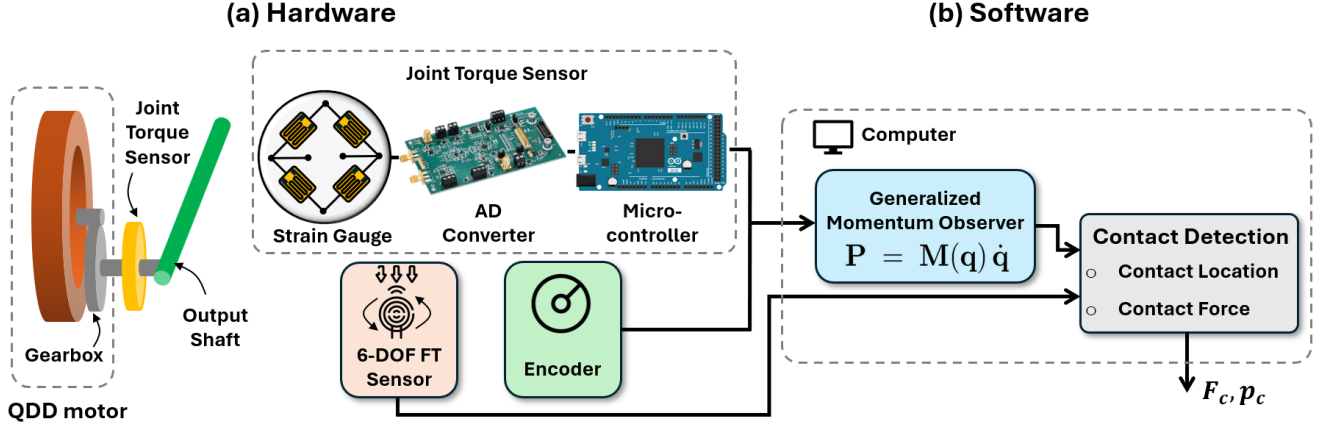 (a) Hardware
(b) Software
Joint
Torque
Sensor
Gearbox
Output
Shaft
QDD motor
Joint Torque Sensor
Strain Gauge
AD
Converter
Micro-
controller
6-DOF FT
Sensor
Encoder
Computer
Generalized
Momentum Observer
P = M(q) q̇
Contact Detection
○ Contact Location
○ Contact Force
F_c, p_c